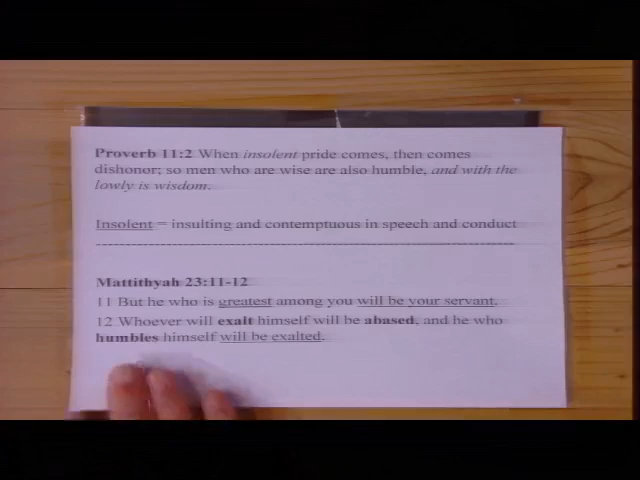 Proverb 11:2 When insolent pride comes, then comes
dishonor; so men who are wise are also humble, and with the
lowly is wisdom.
Insolent = insulting and contemptuous in speech and conduct
--------------------------------------------------------------------------------
Mattithyah 23:11-12
11 But he who is greatest among you will be your servant.
12 Whoever will exalt himself will be abased, and he who
humbles himself will be exalted.